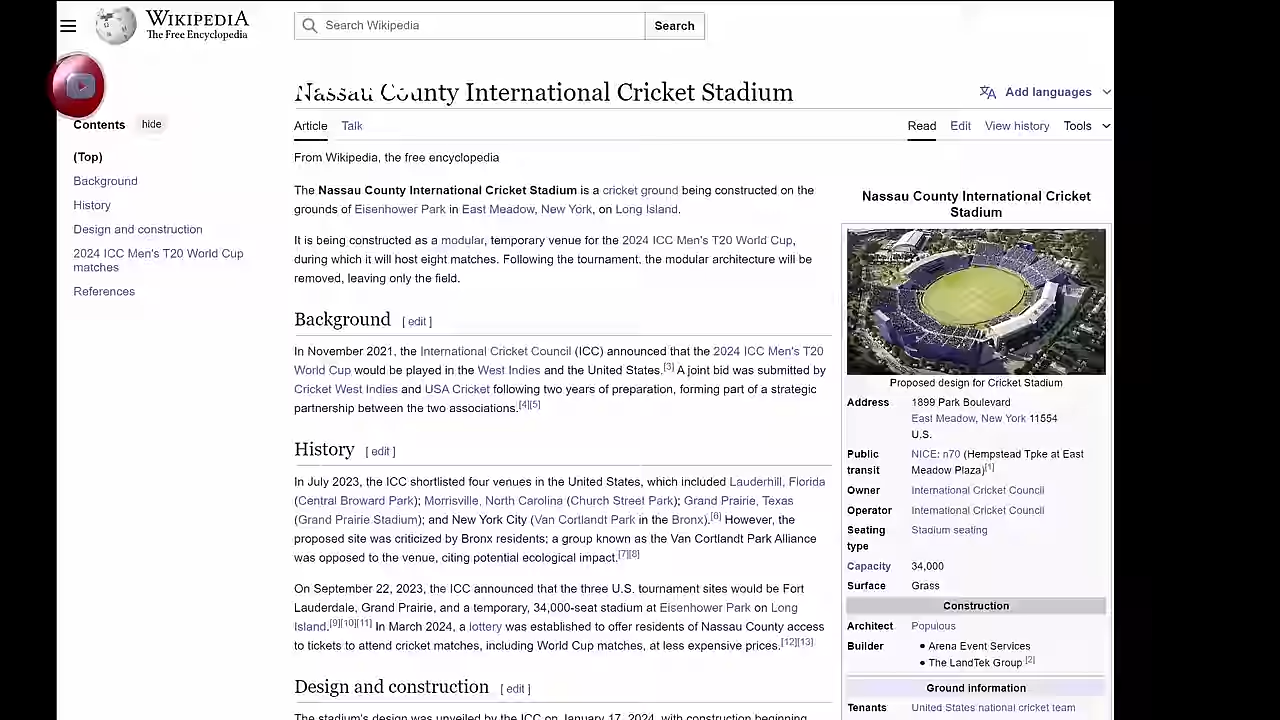 WIKIPEDIA
The Free Encyclopedia
Search Wikipedia
Search
Nassau County International Cricket Stadium
Add languages
Contents hide
Article Talk
Read Edit View history Tools
(Top)
Background
History
Design and construction
2024 ICC Men's T20 World Cup
matches
References
From Wikipedia, the free encyclopedia
The Nassau County International Cricket Stadium is a cricket ground being constructed on the
grounds of Eisenhower Park in East Meadow, New York, on Long Island.
It is being constructed as a modular, temporary venue for the 2024 ICC Men's T20 World Cup,
during which it will host eight matches. Following the tournament, the modular architecture will be
removed, leaving only the field.
Background [ edit ]
In November 2021, the International Cricket Council (ICC) announced that the 2024 ICC Men's T20
World Cup would be played in the West Indies and the United States.[3] A joint bid was submitted by
Cricket West Indies and USA Cricket following two years of preparation, forming part of a strategic
partnership between the two associations.[4][5]
History [ edit ]
In July 2023, the ICC shortlisted four venues in the United States, which included Lauderhill, Florida
(Central Broward Park); Morrisville, North Carolina (Church Street Park); Grand Prairie, Texas
(Grand Prairie Stadium); and New York City (Van Cortlandt Park in the Bronx).[6] However, the
proposed site was criticized by Bronx residents; a group known as the Van Cortlandt Park Alliance
was opposed to the venue, citing potential ecological impact.[7][8]
On September 22, 2023, the ICC announced that the three U.S. tournament sites would be Fort
Lauderdale, Grand Prairie, and a temporary, 34,000-seat stadium at Eisenhower Park on Long
Island.[9][10][11] In March 2024, a lottery was established to offer residents of Nassau County access
to tickets to attend cricket matches, including World Cup matches, at less expensive prices.[12][13]
Design and construction [ edit ]
The stadium's design was unveiled by the ICC on January 17, 2024, with construction beginning
Nassau County International Cricket
Stadium
Proposed design for Cricket Stadium
Address 1899 Park Boulevard
East Meadow, New York 11554
U.S.
Public NICE: n70 (Hempstead Tpke at East
transit Meadow Plaza)[1]
Owner International Cricket Council
Operator International Cricket Council
Seating Stadium seating
type
Capacity 34,000
Surface Grass
Construction
Architect Populous
Builder • Arena Event Services
• The LandTek Group [2]
Ground information
Tenants United States national cricket team